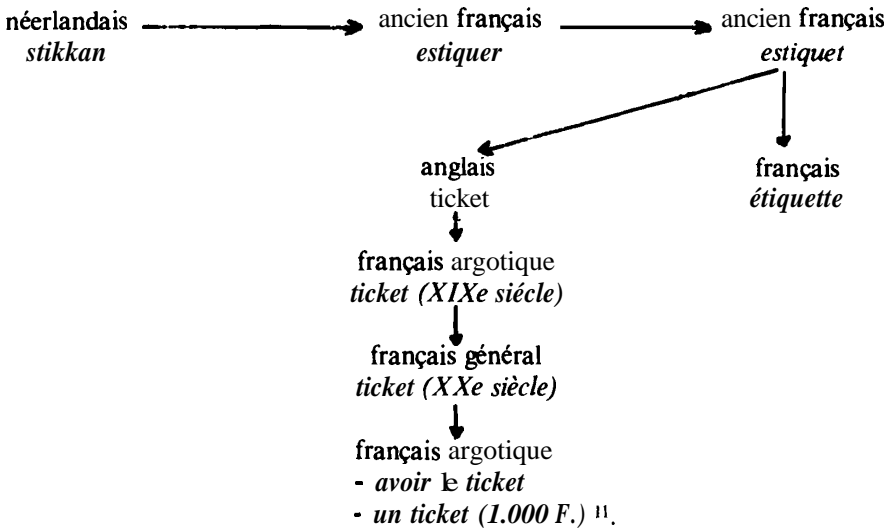 néerlandais ancien français ancien français
stikkan estiquer estiquet
anglais français
ticket étiquette
français argotique
ticket (XIXe siécle)
français général
ticket (XXe siècle)
français argotique
- avoir le ticket
- un ticket (1.000 F.) 11.